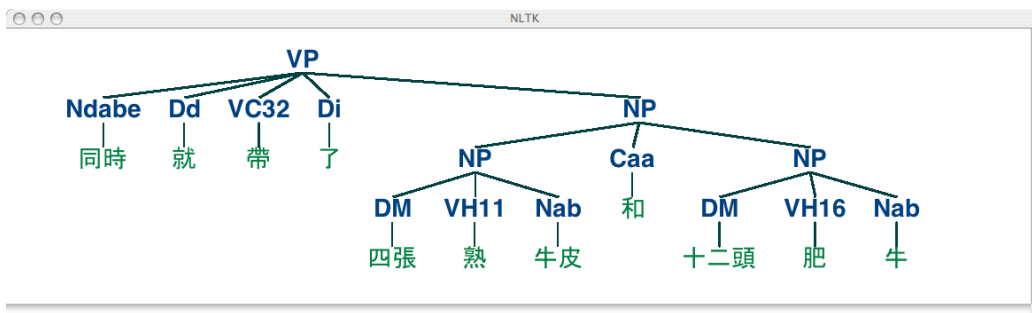 NLTK
VP
Ndabe Dd VC32 Di NP
同時 就 帶 了 NP Caa NP
DM VH11 Nab 和 DM VH16 Nab
四張 熟 牛皮 十二頭 肥 牛